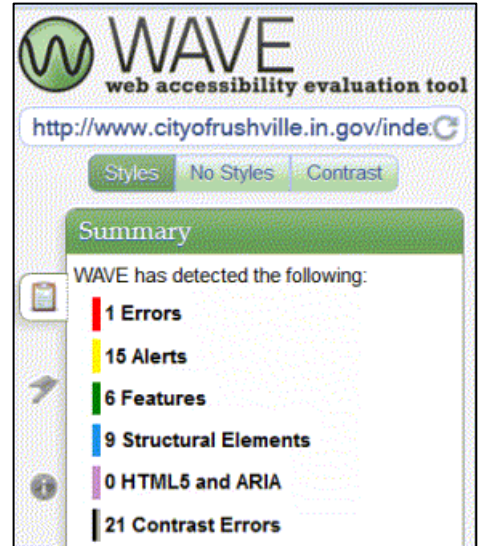 WAVE
web accessibility evaluation tool
http://www.cityofrushville.in.gov/inde
Styles No Styles Contrast
Summary
WAVE has detected the following:
1 Errors
15 Alerts
6 Features
9 Structural Elements
0 HTML5 and ARIA
21 Contrast Errors